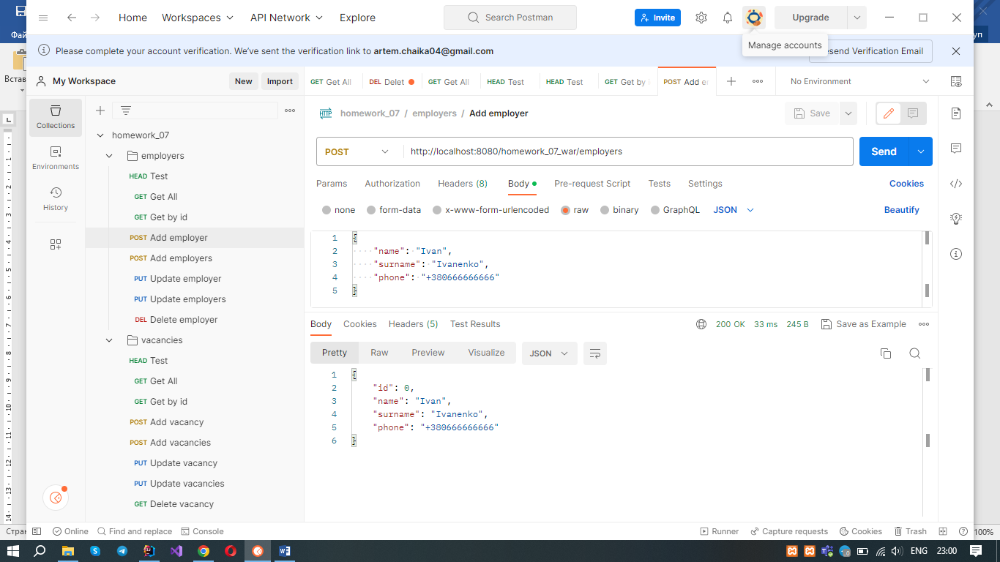 Home Workspaces API Network Explore Search Postman Invite Upgrade
Фай
Manage accounts
уп
Please complete your account verification. We've sent the verification link to artem.chaika04@gmail.com
send Verification Email
Встав
My Workspace New Import
GET Get All DEL Delet GET Get All HEAD Test HEAD Test GET Get by i POST Add e No Environment
Collections
Environments
History
homework_07
employers
HEAD Test
GET Get All
GET Get by id
POST Add employer
POST Add employers
PUT Update employer
PUT Update employers
DEL Delete employer
vacancies
HEAD Test
GET Get All
GET Get by id
POST Add vacancy
POST Add vacancies
PUT Update vacancy
PUT Update vacancies
GET Delete vacancy
HTTP homework_07 / employers / Add employer Save
POST http://localhost:8080/homework_07_war/employers Send
Params Authorization Headers (8) Body Pre-request Script Tests Settings Cookies
none form-data x-www-form-urlencoded raw binary GraphQL JSON Beautify
1 {
2 ····"name":·"Ivan",
3 ····"surname":·"Ivanenko",
4 ····"phone":·"+380666666666"
5 }
Body Cookies Headers (5) Test Results 200 OK 33 ms 245 B Save as Example
Pretty Raw Preview Visualize JSON
1 {
2 "id": 0,
3 "name": "Ivan",
4 "surname": "Ivanenko",
5 "phone": "+380666666666"
6 }
Стран Online Find and replace Console Runner Capture requests Cookies Trash 100%
ENG 23:00